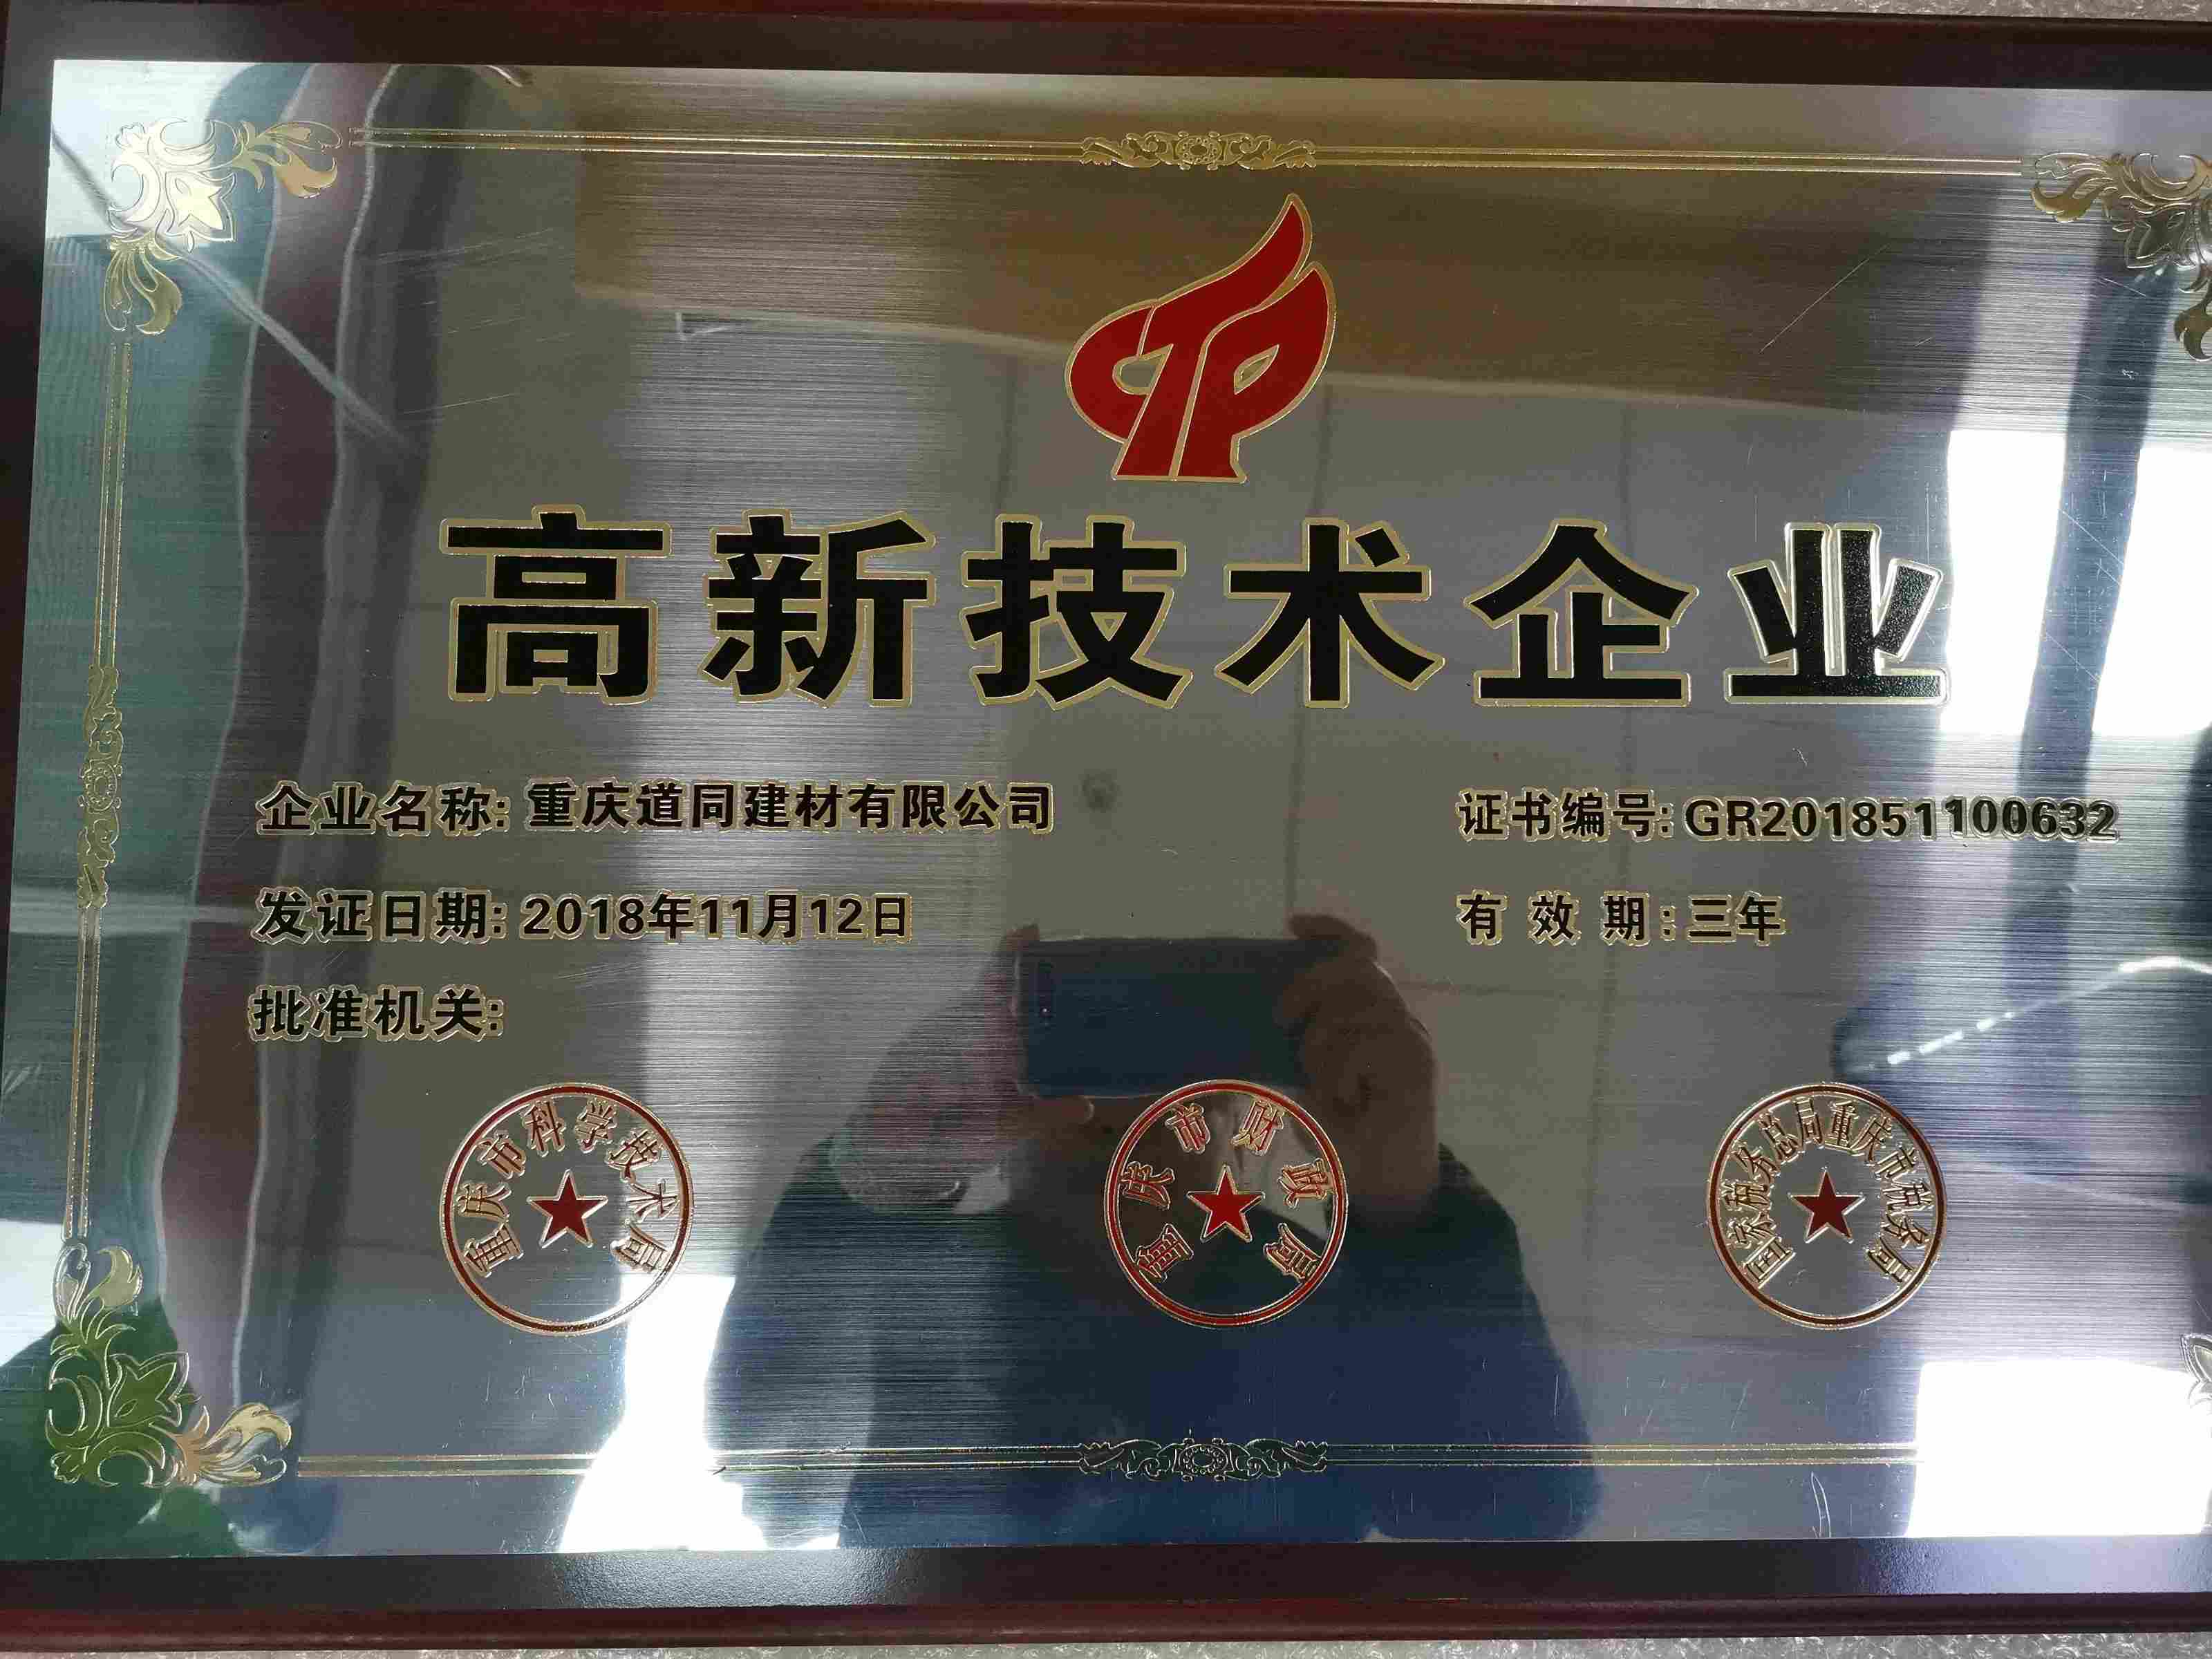 高新技术企业
企业名称: 重庆道同建材有限公司
证书编号: GR201851100632
发证日期: 2018年11月12日
有效期: 三年
批准机关:
重庆市科学技术局
重庆市财政局
国家税务总局重庆市税务局